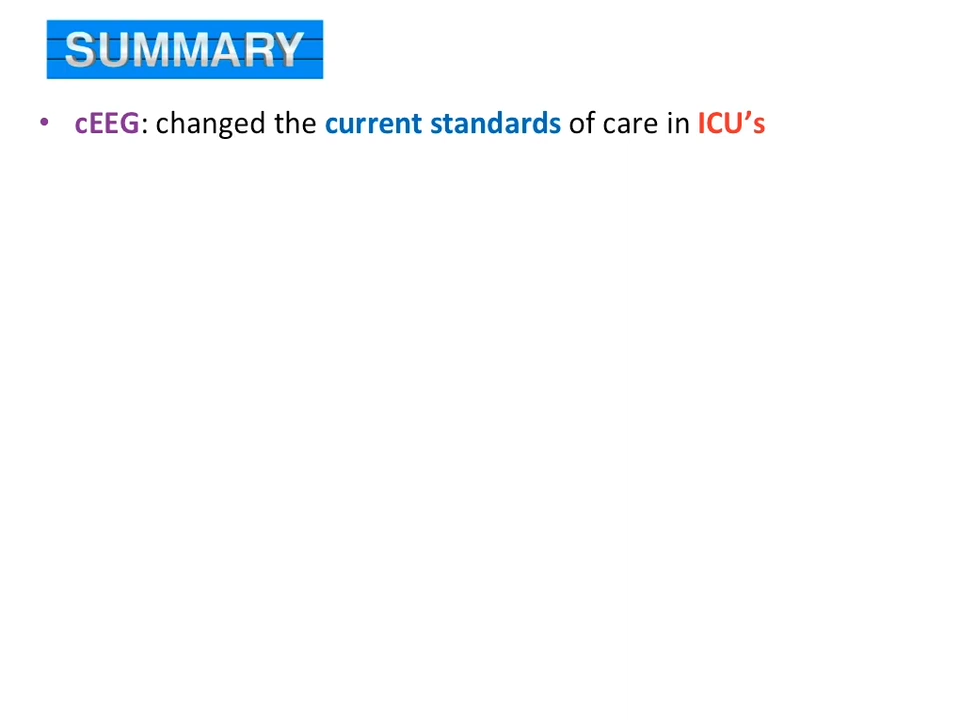 SUMMARY
• cEEG: changed the current standards of care in ICU’s